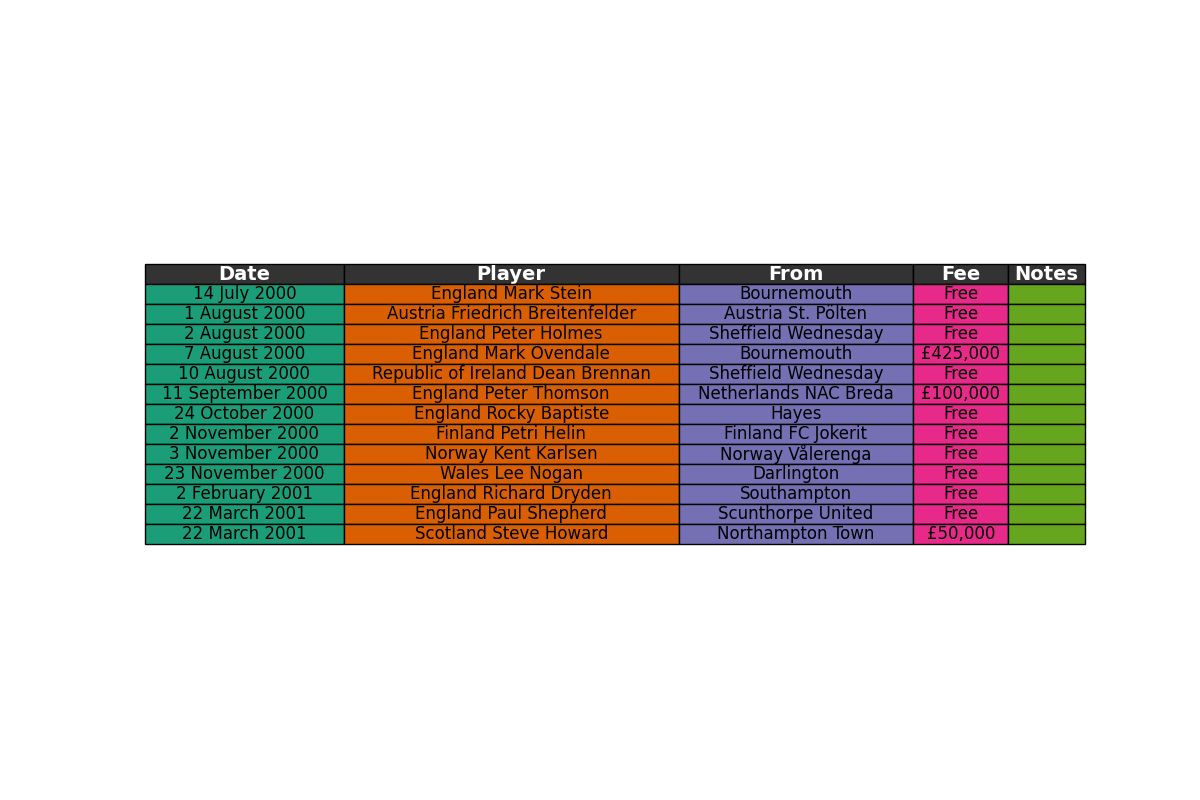 Date Player From Fee Notes
14 July 2000 England Mark Stein Bournemouth Free
1 August 2000 Austria Friedrich Breitenfelder Austria St. Pölten Free
2 August 2000 England Peter Holmes Sheffield Wednesday Free
7 August 2000 England Mark Ovendale Bournemouth £425,000
10 August 2000 Republic of Ireland Dean Brennan Sheffield Wednesday Free
11 September 2000 England Peter Thomson Netherlands NAC Breda £100,000
24 October 2000 England Rocky Baptiste Hayes Free
2 November 2000 Finland Petri Helin Finland FC Jokerit Free
3 November 2000 Norway Kent Karlsen Norway Vålerenga Free
23 November 2000 Wales Lee Nogan Darlington Free
2 February 2001 England Richard Dryden Southampton Free
22 March 2001 England Paul Shepherd Scunthorpe United Free
22 March 2001 Scotland Steve Howard Northampton Town £50,000